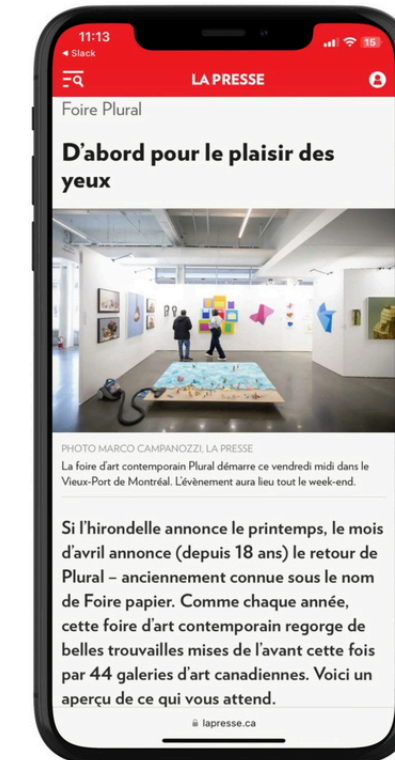 11:13
15
◀ Slack
LA PRESSE
Foire Plural
D’abord pour le plaisir des
yeux
PHOTO MARCO CAMPANOZZI, LA PRESSE
La foire d’art contemporain Plural démarre ce vendredi midi dans le
Vieux-Port de Montréal. L’évènement aura lieu tout le week-end.
Si l’hirondelle annonce le printemps, le mois
d’avril annonce (depuis 18 ans) le retour de
Plural – anciennement connue sous le nom
de Foire papier. Comme chaque année,
cette foire d’art contemporain regorge de
belles trouvailles mises de l’avant cette fois
par 44 galeries d’art canadiennes. Voici un
aperçu de ce qui vous attend.
lapresse.ca